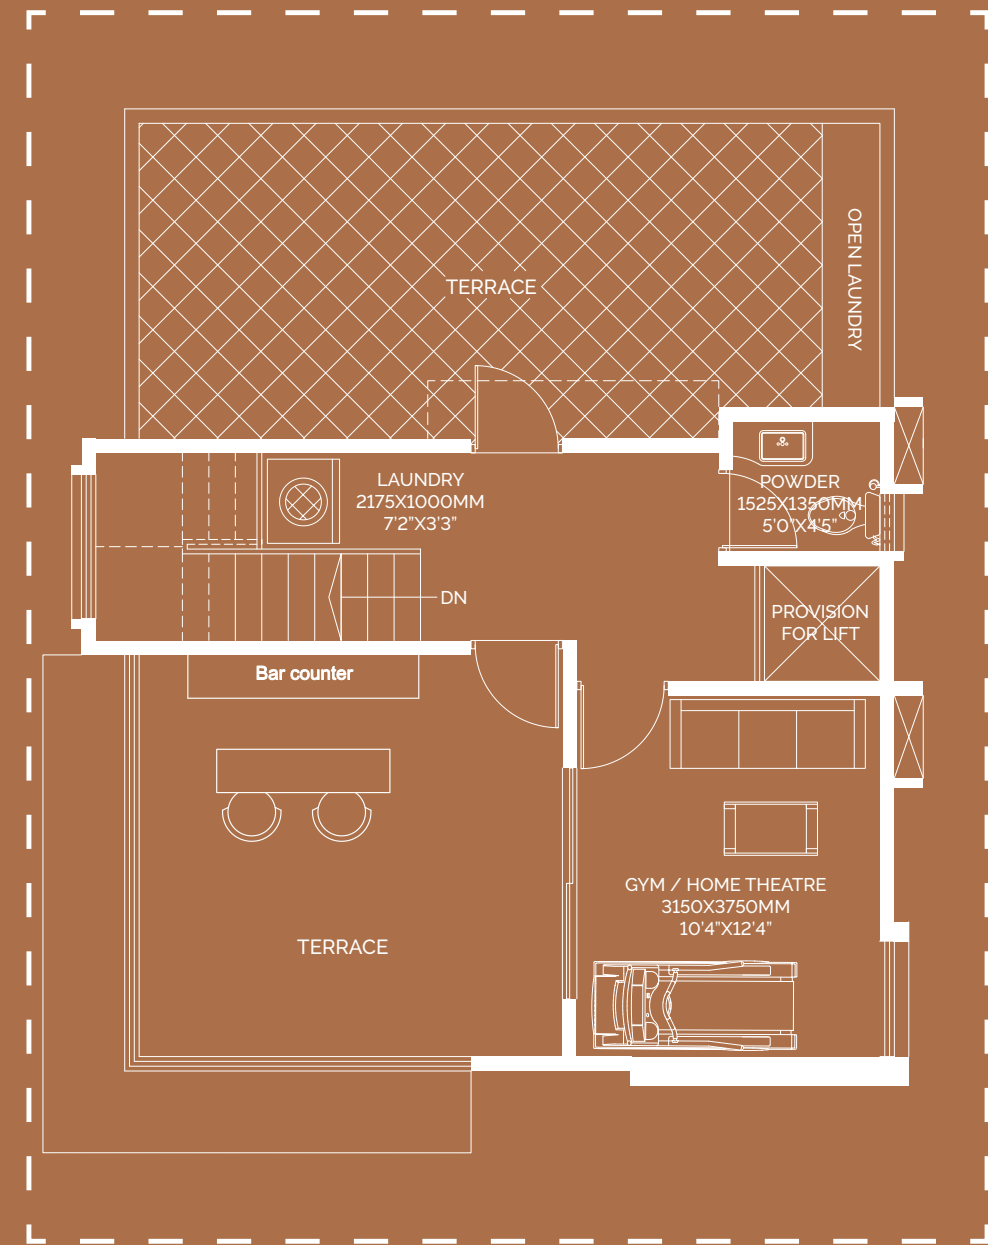 OPEN LAUNDRY
TERRACE
LAUNDRY
2175X1000MM
7'2"X3'3"
POWDER
1525X1350MM
5'0"X4'5"
DN
PROVISION
FOR LIFT
Bar counter
GYM / HOME THEATRE
3150X3750MM
10'4"X12'4"
TERRACE